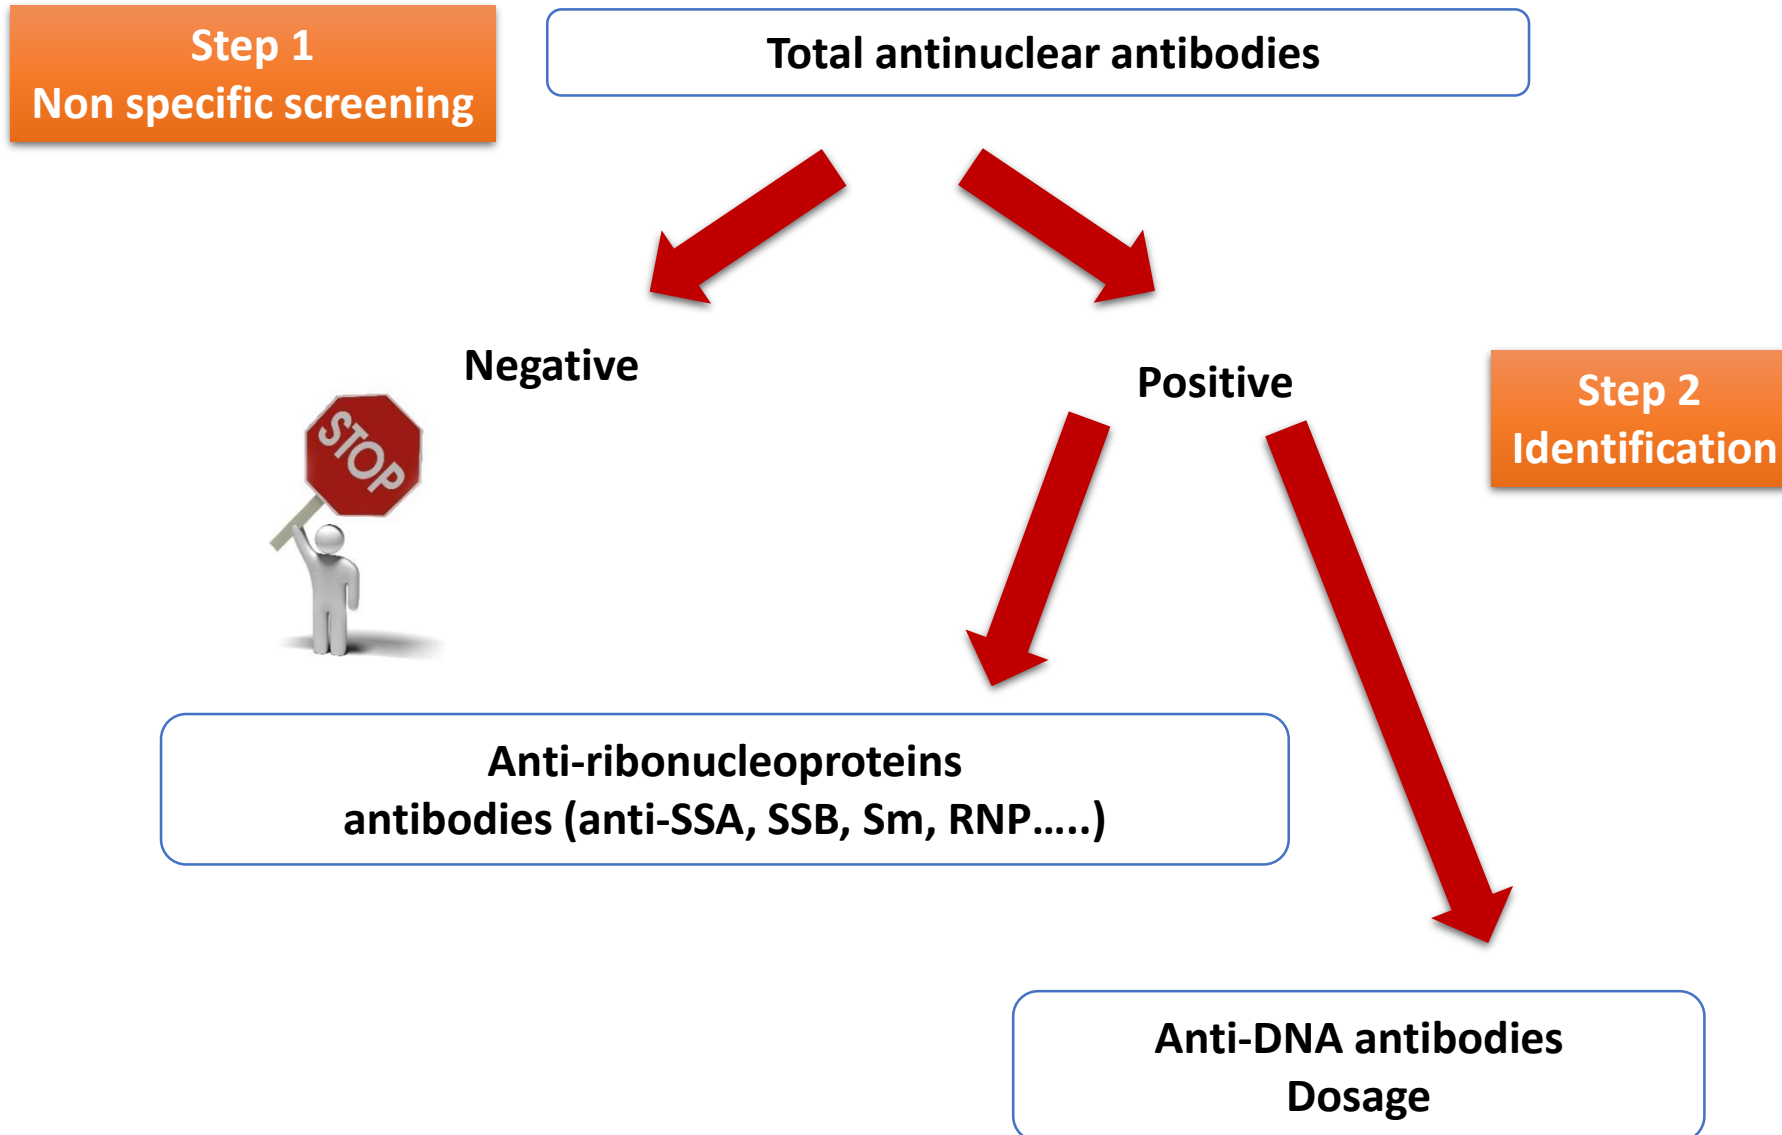 Step 1
Non specific screening
Total antinuclear antibodies
Negative
Positive
STOP
Step 2
Identification
Anti-ribonucleoproteins
antibodies (anti-SSA, SSB, Sm, RNP…..)
Anti-DNA antibodies
Dosage